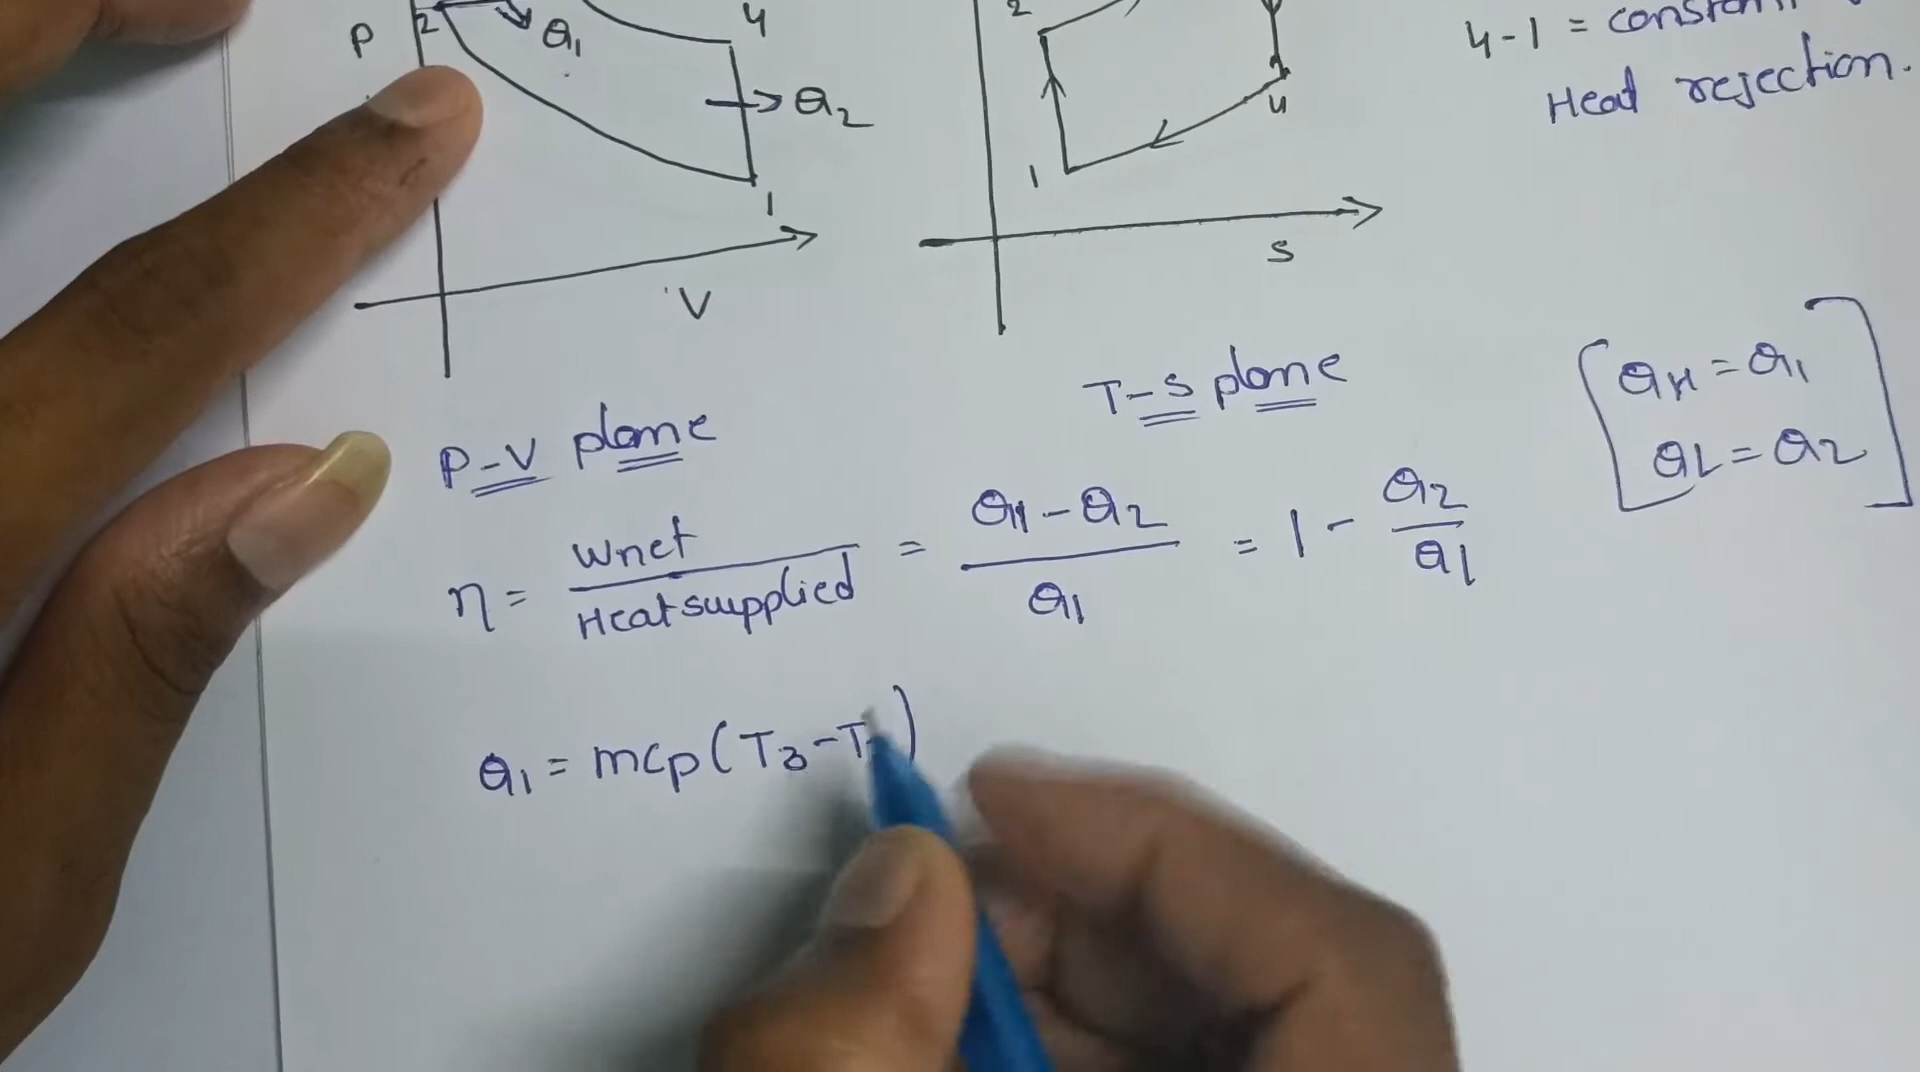 P 2 Q1 4
Q2
1
V
2
4
1
S
4-1 = constant
Heat rejection.
P-V plane
T-S plane
QH = Q1
QL = Q2
η = Wnet / Heat supplied = Q1 - Q2 / Q1 = 1 - Q2 / Q1
Q1 = mcp(T3 - T